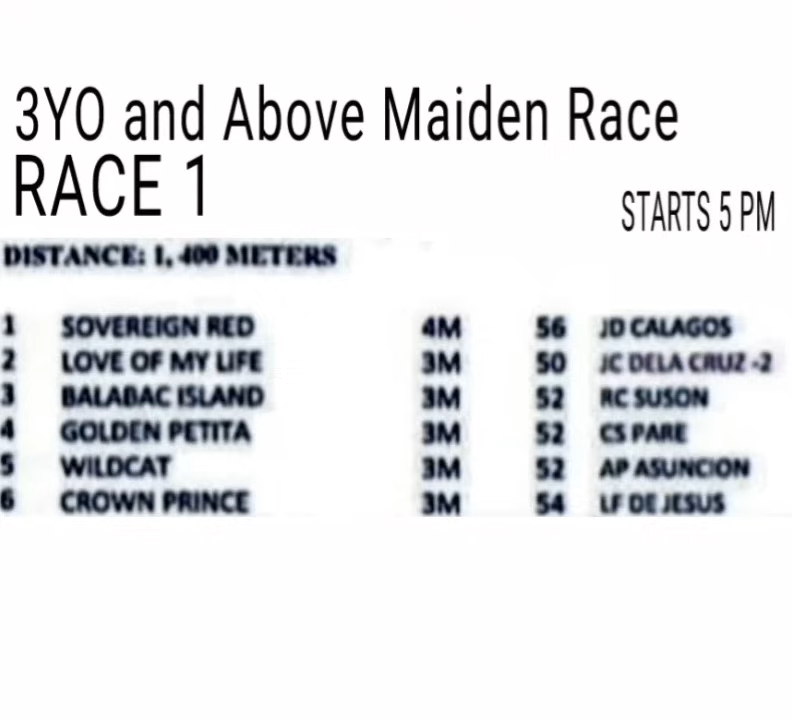 3YO and Above Maiden Race
RACE 1
STARTS 5 PM
DISTANCE: 1, 400 METERS
1 SOVEREIGN RED 4M 56 JD CALAGOS
2 LOVE OF MY LIFE 3M 50 JC DELA CRUZ -2
3 BALABAC ISLAND 3M 52 RC SUSON
4 GOLDEN PETITA 3M 52 CS PARE
5 WILDCAT 3M 52 AP ASUNCION
6 CROWN PRINCE 3M 54 LF DE JESUS